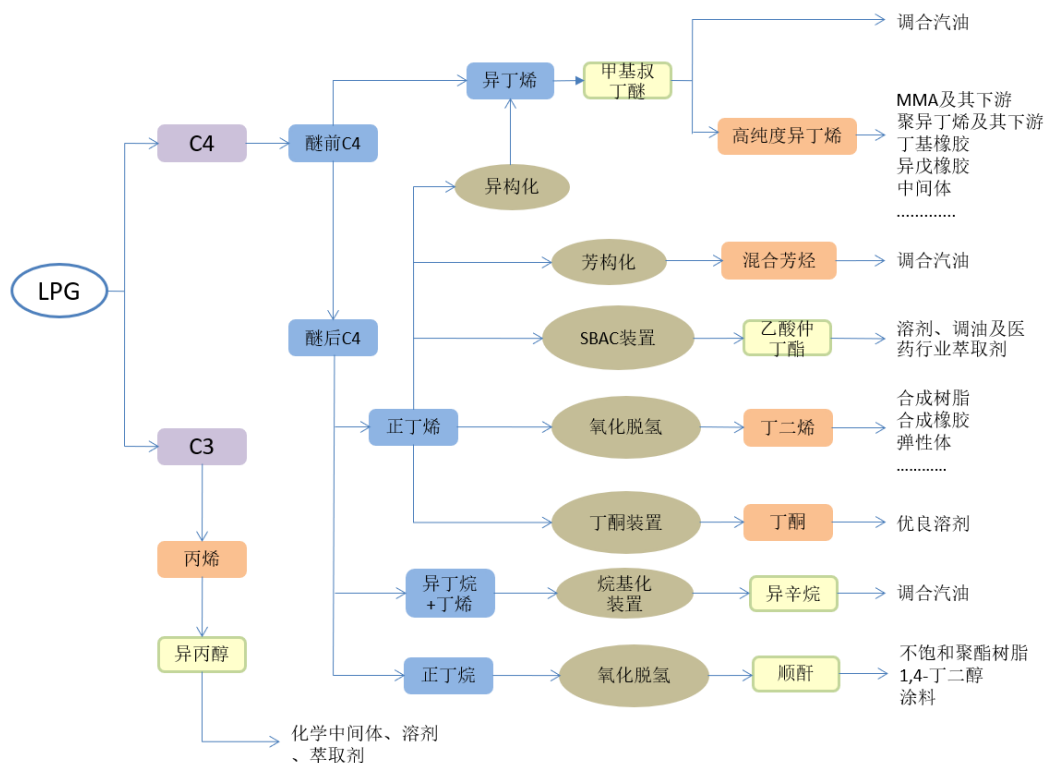 调合汽油
异丁烯
甲基叔
丁醚
MMA及其下游
聚异丁烯及其下游
丁基橡胶
异戊橡胶
中间体
.............
C4
醚前C4
高纯度异丁烯
异构化
芳构化
混合芳烃
调合汽油
LPG
醚后C4
SBAC装置
乙酸仲
丁酯
溶剂、调油及医
药行业萃取剂
C3
正丁烯
氧化脱氢
丁二烯
合成树脂
合成橡胶
弹性体
............
丁酮装置
丁酮
优良溶剂
丙烯
异丁烷
+丁烯
烷基化
装置
异辛烷
调合汽油
异丙醇
正丁烷
氧化脱氢
顺酐
不饱和聚酯树脂
1,4-丁二醇
涂料
化学中间体、溶剂
、萃取剂